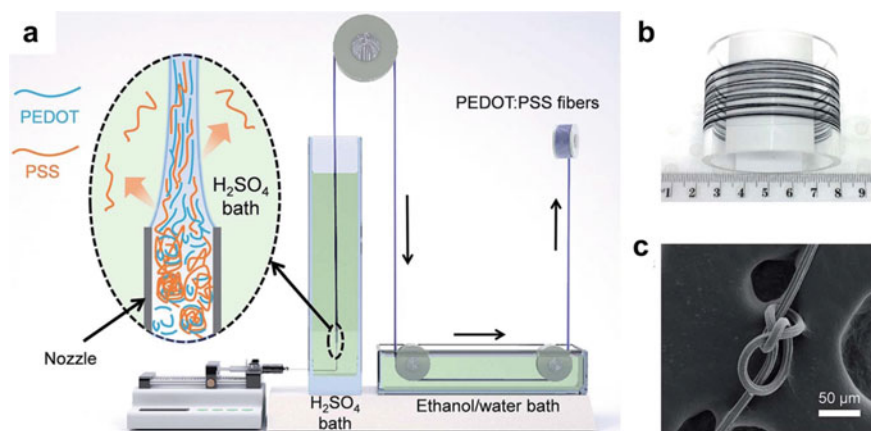 a
PEDOT
PSS
H₂SO₄
bath
Nozzle
H₂SO₄
bath
Ethanol/water bath
PEDOT:PSS fibers
b
1 2 3 4 5 6 7 8 9
c
50 µm